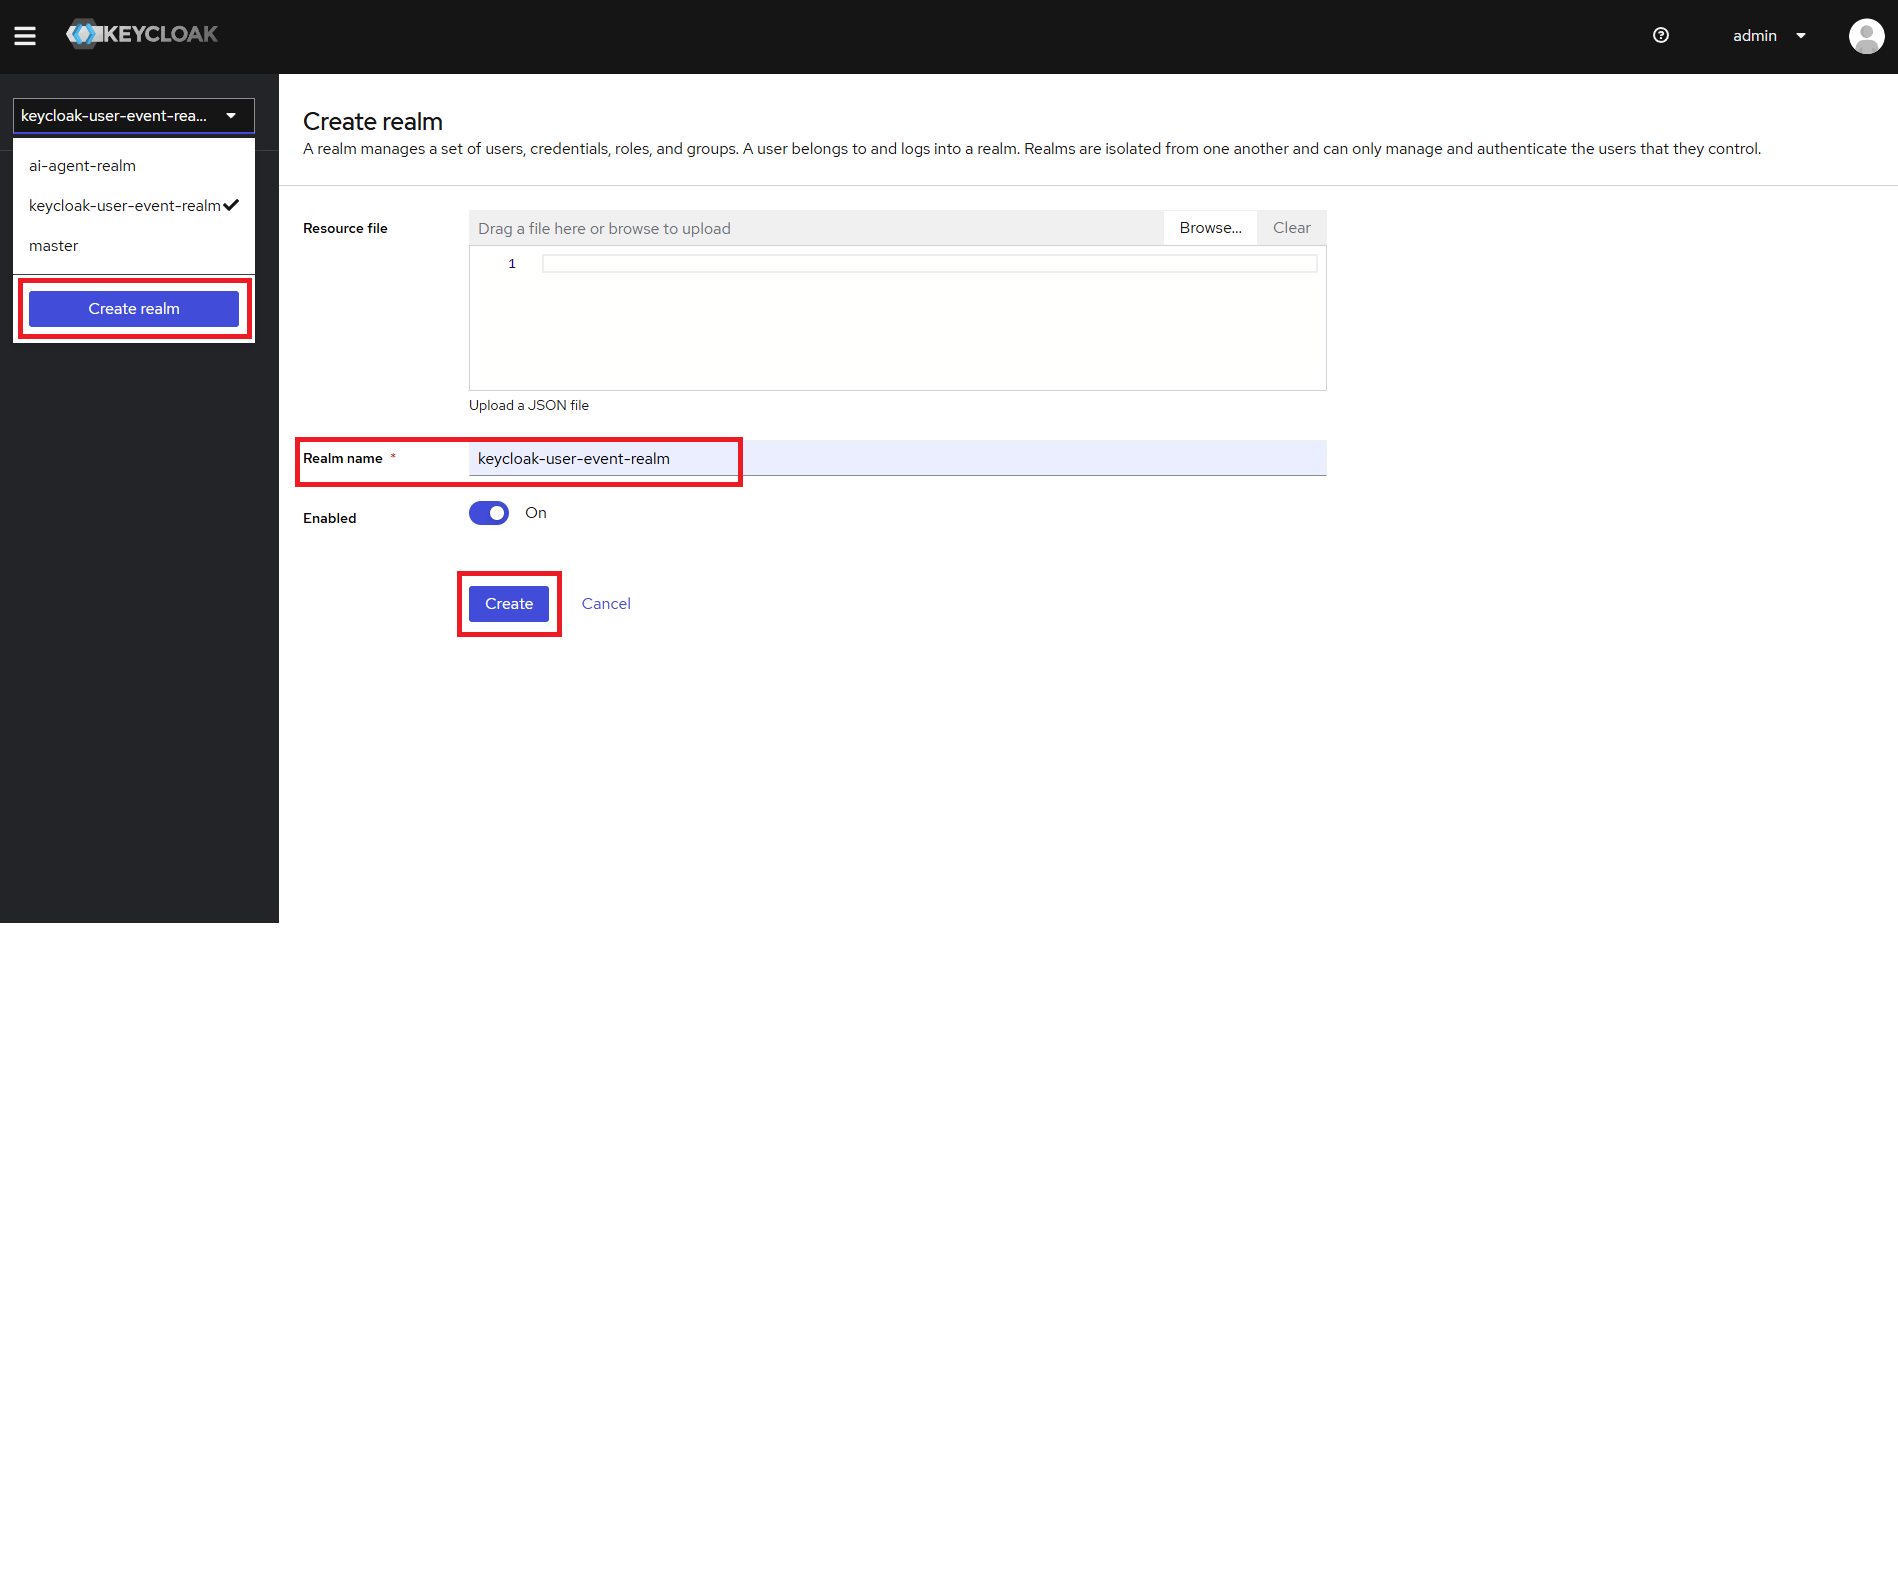 KEYCLOAK
admin
keycloak-user-event-rea...
ai-agent-realm
keycloak-user-event-realm
master
Create realm
Create realm
A realm manages a set of users, credentials, roles, and groups. A user belongs to and logs into a realm. Realms are isolated from one another and can only manage and authenticate the users that they control.
Resource file
Drag a file here or browse to upload
Browse...
Clear
1
Upload a JSON file
Realm name *
keycloak-user-event-realm
Enabled
On
Create
Cancel